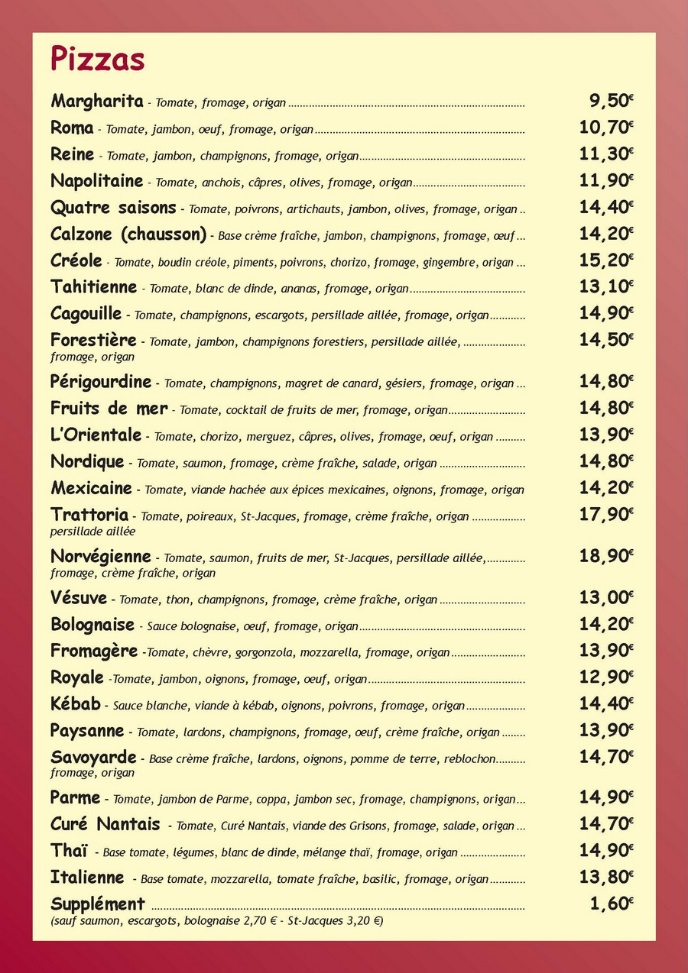 Pizzas
Margharita - Tomate, fromage, origan ........ 9,50€
Roma - Tomate, jambon, oeuf, fromage, origan ........ 10,70€
Reine - Tomate, jambon, champignons, fromage, origan ........ 11,30€
Napolitaine - Tomate, anchois, câpres, olives, fromage, origan ........ 11,90€
Quatre saisons - Tomate, poivrons, artichauts, jambon, olives, fromage, origan .. 14,40€
Calzone (chausson) - Base crème fraîche, jambon, champignons, fromage, œuf ... 14,20€
Créole - Tomate, boudin créole, piments, poivrons, chorizo, fromage, gingembre, origan ... 15,20€
Tahitienne - Tomate, blanc de dinde, ananas, fromage, origan ........ 13,10€
Cagouille - Tomate, champignons, escargots, persillade aillée, fromage, origan ........ 14,90€
Forestière - Tomate, jambon, champignons forestiers, persillade aillée, ........ 14,50€
fromage, origan
Périgourdine - Tomate, champignons, magret de canard, gésiers, fromage, origan ... 14,80€
Fruits de mer - Tomate, cocktail de fruits de mer, fromage, origan ........ 14,80€
L'Orientale - Tomate, chorizo, merguez, câpres, olives, fromage, œuf, origan ........ 13,90€
Nordique - Tomate, saumon, fromage, crème fraîche, salade, origan ........ 14,80€
Mexicaine - Tomate, viande hachée aux épices mexicaines, oignons, fromage, origan 14,20€
Trattoria - Tomate, poireaux, St-Jacques, fromage, crème fraîche, origan ........ 17,90€
persillade aillée
Norvégienne - Tomate, saumon, fruits de mer, St-Jacques, persillade aillée, ........ 18,90€
fromage, crème fraîche, origan
Vésuve - Tomate, thon, champignons, fromage, crème fraîche, origan ........ 13,00€
Bolognaise - Sauce bolognaise, oeuf, fromage, origan ........ 14,20€
Fromagère -Tomate, chèvre, gorgonzola, mozzarella, fromage, origan ........ 13,90€
Royale -Tomate, jambon, oignons, fromage, œuf, origan ........ 12,90€
Kébab - Sauce blanche, viande à kébab, oignons, poivrons, fromage, origan ........ 14,40€
Paysanne - Tomate, lardons, champignons, fromage, œuf, crème fraîche, origan ........ 13,90€
Savoyarde - Base crème fraîche, lardons, oignons, pomme de terre, reblochon ........ 14,70€
fromage, origan
Parme - Tomate, jambon de Parme, coppa, jambon sec, fromage, champignons, origan ... 14,90€
Curé Nantais - Tomate, Curé Nantais, viande des Grisons, fromage, salade, origan ... 14,70€
Thaï - Base tomate, légumes, blanc de dinde, mélange thaï, fromage, origan ........ 14,90€
Italienne - Base tomate, mozzarella, tomate fraîche, basilic, fromage, origan ........ 13,80€
Supplément ........ 1,60€
(sauf saumon, escargots, bolognaise 2,70 € - St-Jacques 3,20 €)